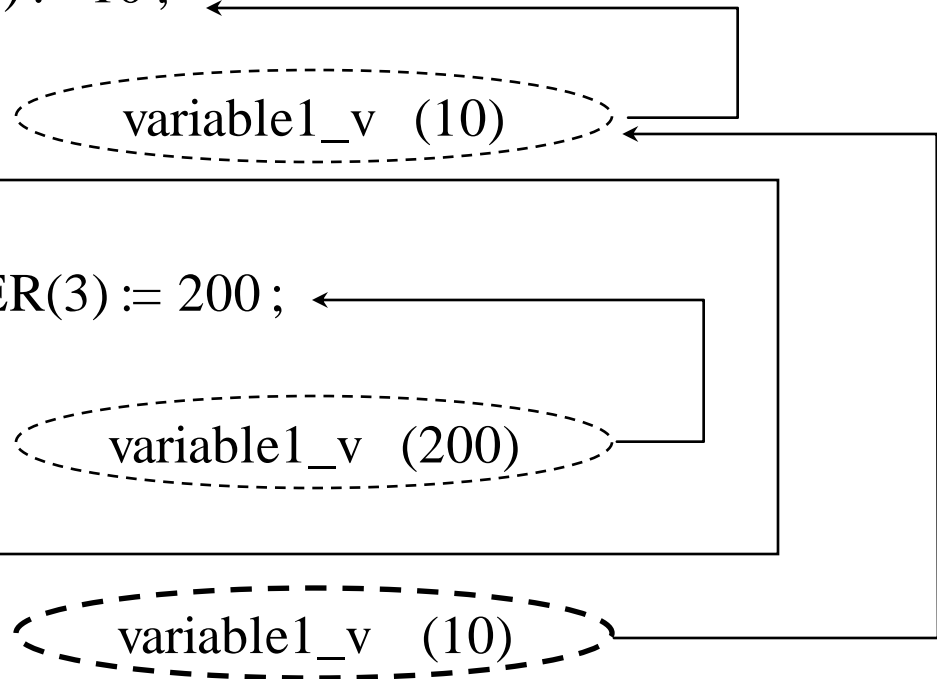 ) := 10 ;
variable1_v (10)
ER(3) := 200 ;
variable1_v (200)
variable1_v (10)